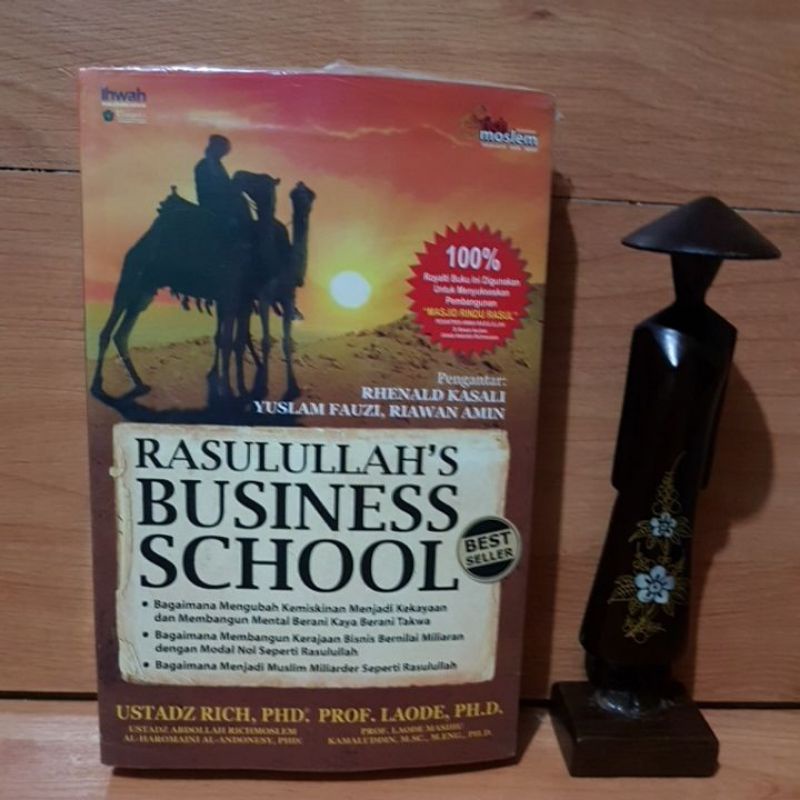 Ihwah
moslem
100%
Royalti Buku Ini Digunakan
Untuk Menyukseskan
Pembangunan
"MASJID RINDU RASUL"
Pengantar:
RHENALD KASALI
YUSLAM FAUZI, RIAWAN AMIN
RASULULLAH'S
BUSINESS
SCHOOL
BEST
SELLER
• Bagaimana Mengubah Kemiskinan Menjadi Kekayaan
dan Membangun Mental Berani Kaya Berani Takwa
• Bagaimana Membangun Kerajaan Bisnis Bernilai Miliaran
dengan Modal Nol Seperti Rasulullah
• Bagaimana Menjadi Muslim Miliarder Seperti Rasulullah
USTADZ RICH, PHD. PROF. LAODE, PH.D.
USTADZ ABDOLLAH RICHMOSLEM
AL-HAROMAINI AL-ANDONESY, PHD.
PROF. LAODE MASIHU
KAMALUDDIN, M.SC., M.ENG., PH.D.